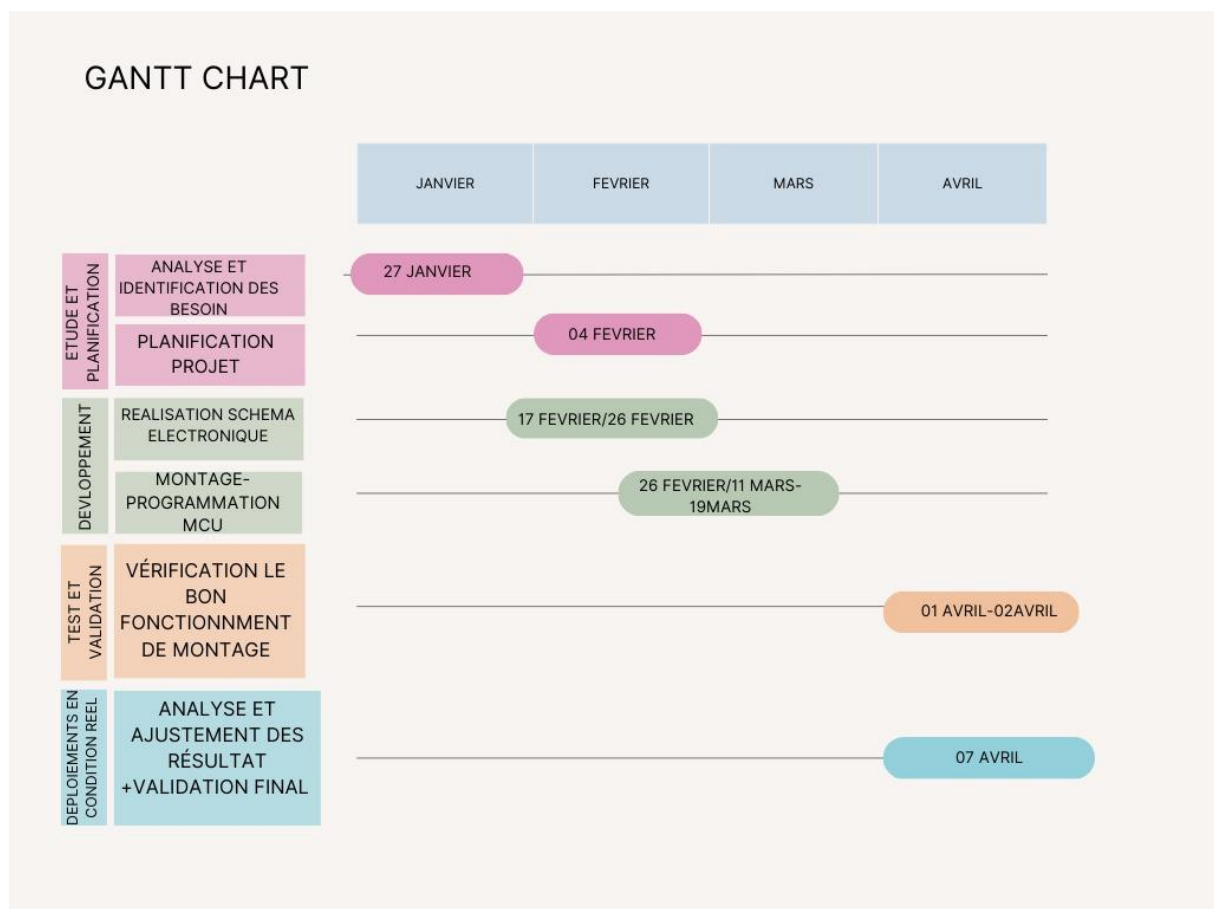 GANTT CHART
JANVIER
FEVRIER
MARS
AVRIL
ETUDE ET
PLANIFICATION
ANALYSE ET
IDENTIFICATION DES
BESOIN
27 JANVIER
PLANIFICATION
PROJET
04 FEVRIER
DEVLOPPEMENT
REALISATION SCHEMA
ELECTRONIQUE
17 FEVRIER/26 FEVRIER
MONTAGE-
PROGRAMMATION
MCU
26 FEVRIER/11 MARS-
19MARS
TEST ET
VALIDATION
VÉRIFICATION LE
BON
FONCTIONNMENT
DE MONTAGE
01 AVRIL-02AVRIL
DEPLOIEMENTS EN
CONDITION REEL
ANALYSE ET
AJUSTEMENT DES
RÉSULTAT
+VALIDATION FINAL
07 AVRIL